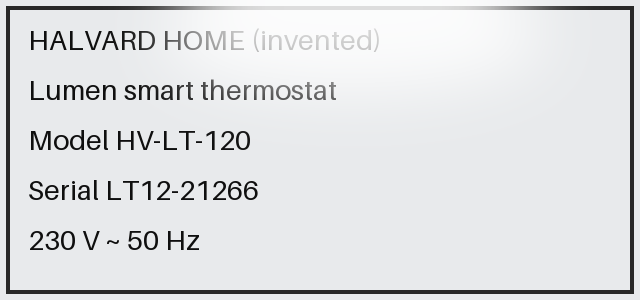 HALVARD HOME (invented)
Lumen smart thermostat
Model HV-LT-120
Serial LT12-21266
230 V ~ 50 Hz